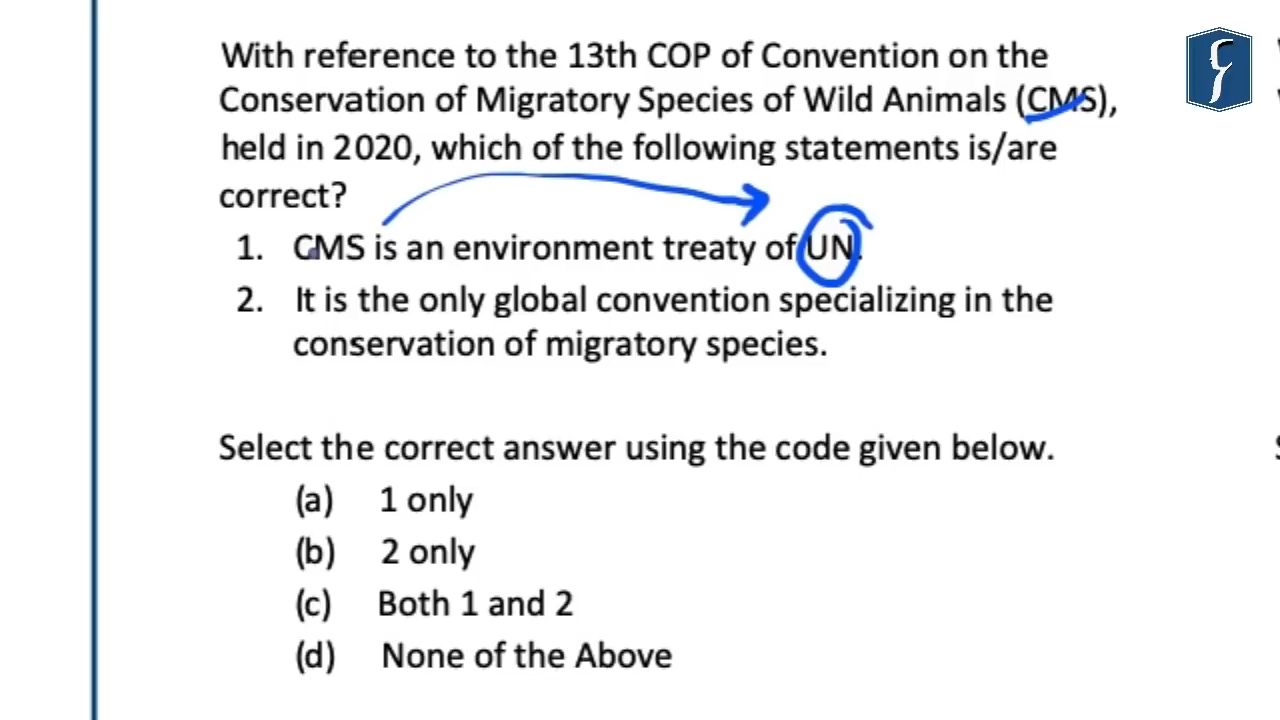 With reference to the 13th COP of Convention on the
Conservation of Migratory Species of Wild Animals (CMS),
held in 2020, which of the following statements is/are
correct?
1. CMS is an environment treaty of UN.
2. It is the only global convention specializing in the
conservation of migratory species.
Select the correct answer using the code given below.
(a) 1 only
(b) 2 only
(c) Both 1 and 2
(d) None of the Above